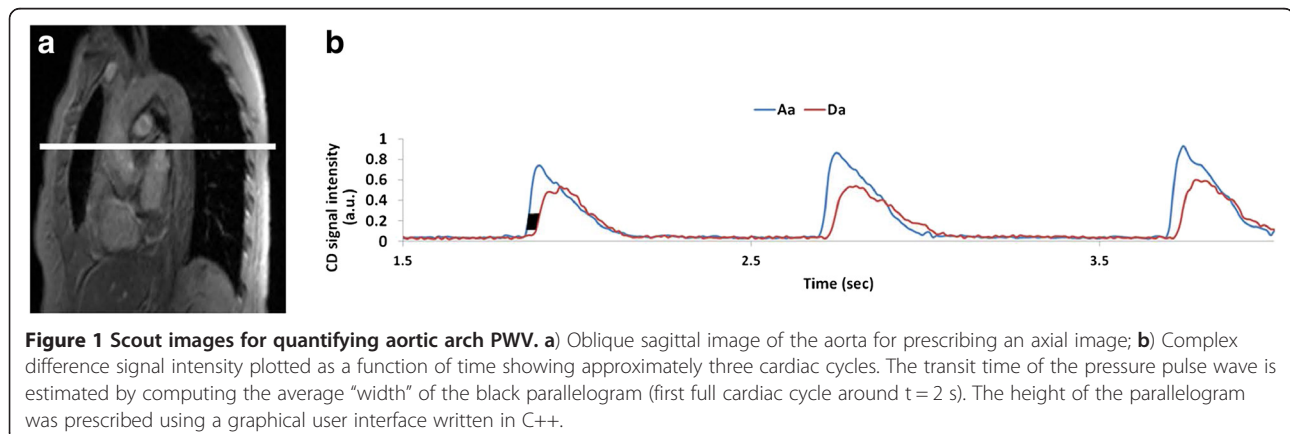 a
b
Aa Da
CD signal intensity
(a.u.)
1
0.8
0.6
0.4
0.2
0
1.5 2.5 3.5
Time (sec)
Figure 1 Scout images for quantifying aortic arch PWV. a) Oblique sagittal image of the aorta for prescribing an axial image; b) Complex
difference signal intensity plotted as a function of time showing approximately three cardiac cycles. The transit time of the pressure pulse wave is
estimated by computing the average “width” of the black parallelogram (first full cardiac cycle around t = 2 s). The height of the parallelogram
was prescribed using a graphical user interface written in C++.